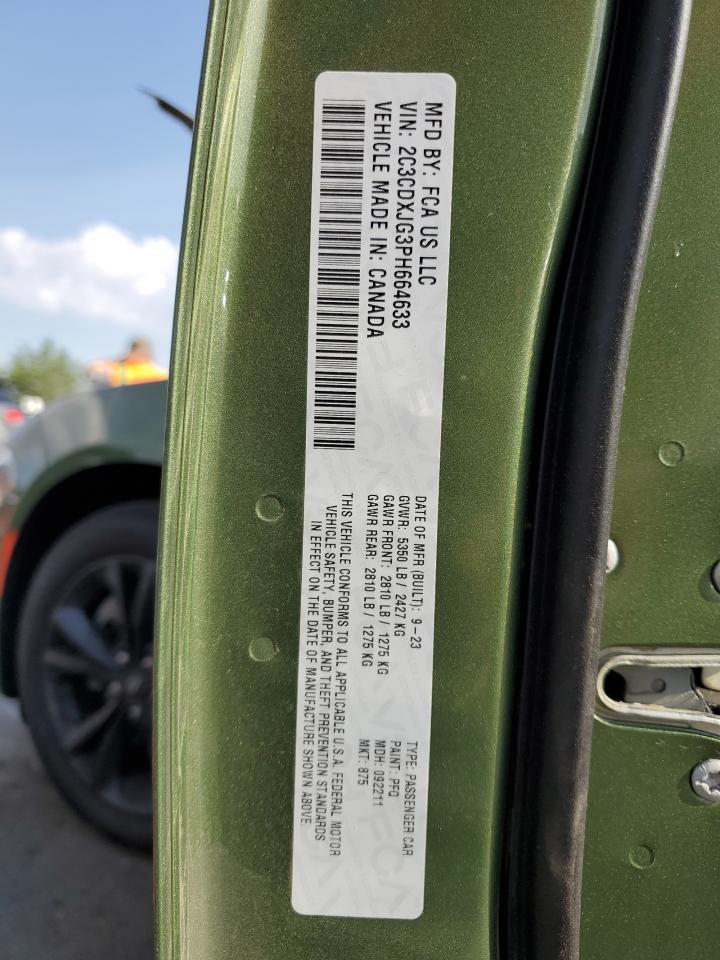 MFD BY: FCA US LLC
VIN: 2C3CDXJG3PH664633
VEHICLE MADE IN: CANADA
DATE OF MFR (BUILT): 9-23
GVWR: 5350 LB / 2427 KG
GAWR FRONT: 2810 LB / 1275 KG
GAWR REAR: 2810 LB / 1275 KG
TYPE: PASSENGER CAR
PAINT: PFQ
MDH: 092211
MKT: 875
THIS VEHICLE CONFORMS TO ALL APPLICABLE U.S.A. FEDERAL MOTOR
VEHICLE SAFETY, BUMPER, AND THEFT PREVENTION STANDARDS
IN EFFECT ON THE DATE OF MANUFACTURE SHOWN ABOVE